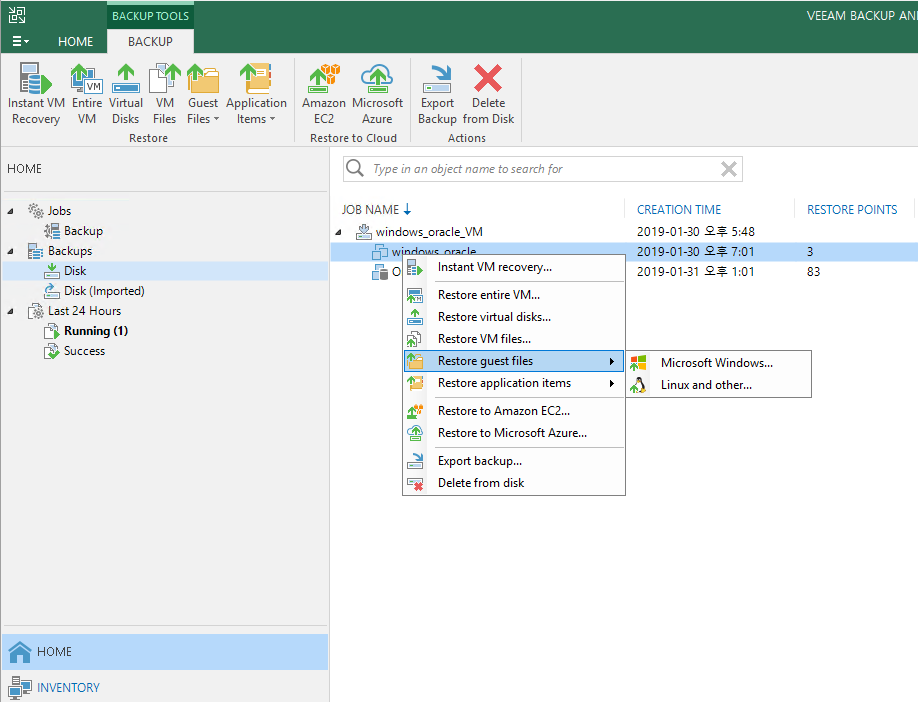 BACKUP TOOLS
VEEAM BACKUP AN
HOME BACKUP
Instant VM Recovery
Entire VM
Virtual Disks
VM Files
Guest Files
Application Items
Amazon EC2
Microsoft Azure
Export Backup
Delete from Disk
Restore
Restore to Cloud
Actions
HOME
Jobs
Backup
Backups
Disk
Disk (Imported)
Last 24 Hours
Running (1)
Success
HOME
INVENTORY
Type in an object name to search for
JOB NAME CREATION TIME RESTORE POINTS
windows_oracle_VM 2019-01-30 오후 5:48
windows_oracle 2019-01-30 오후 7:01 3
O 2019-01-31 오후 1:01 83
Instant VM recovery...
Restore entire VM...
Restore virtual disks...
Restore VM files...
Restore guest files
Restore application items
Restore to Amazon EC2...
Restore to Microsoft Azure...
Export backup...
Delete from disk
Microsoft Windows...
Linux and other...